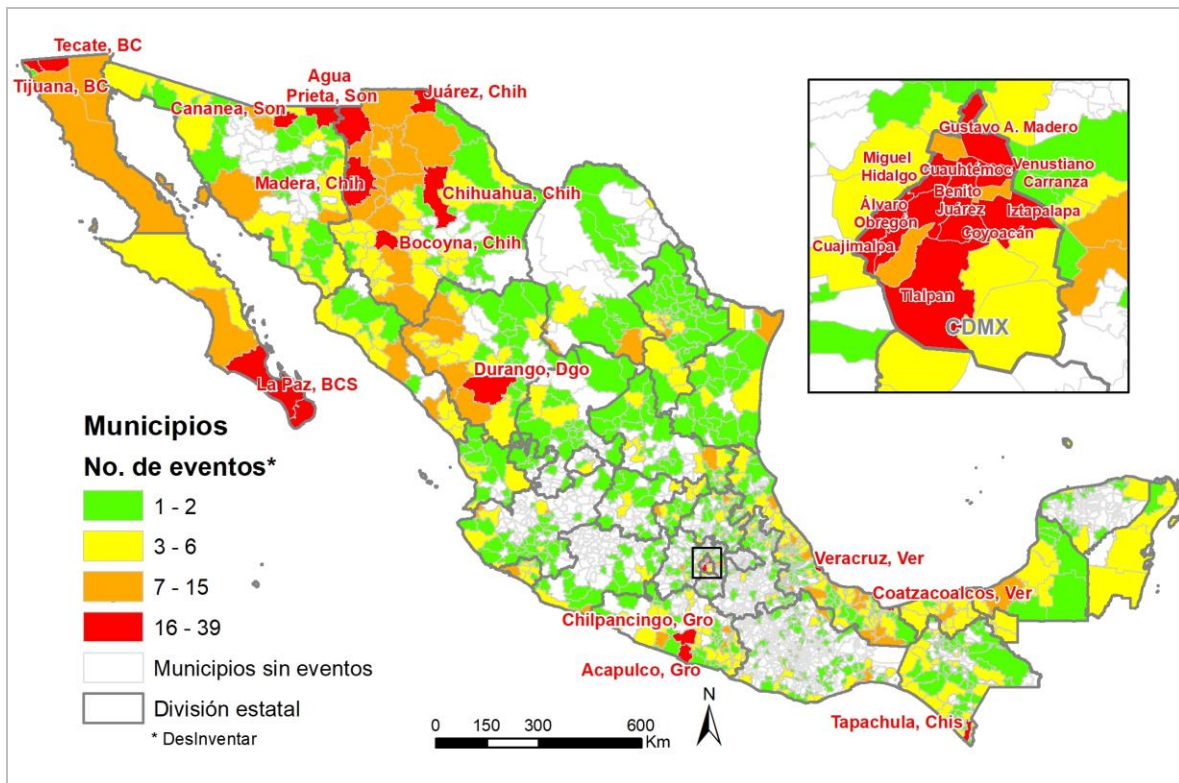 Tecate, BC
Tijuana, BC
Cananea, Son
Agua
Prieta, Son
Juárez, Chih
Madera, Chih
Chihuahua, Chih
Bocoyna, Chih
La Paz, BCS
Durango, Dgo
Gustavo A. Madero
Miguel
Hidalgo
Cuauhtémoc
Venustiano
Carranza
Benito
Juárez
Álvaro
Obregón
Iztapalapa
Coyoacán
Cuajimalpa
Tlalpan
CDMX
Veracruz, Ver
Coatzacoalcos, Ver
Chilpancingo, Gro
Acapulco, Gro
Tapachula, Chis
Municipios
No. de eventos*
1 - 2
3 - 6
7 - 15
16 - 39
Municipios sin eventos
División estatal
* DesInventar
N
0 150 300 600
Km